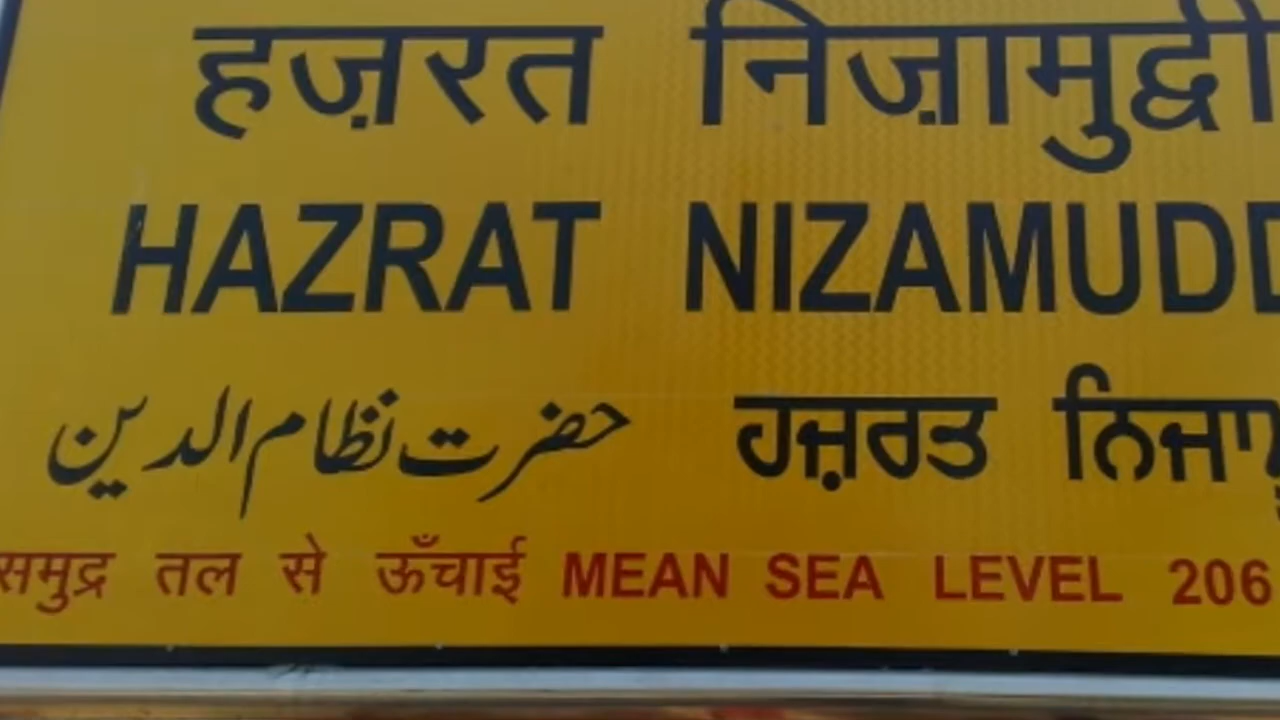 हज़रत निज़ामुद्दी
HAZRAT NIZAMUDD
حضرت نظام الدین ਹਜ਼ਰਤ ਨਿਜਾ
समुद्र तल से ऊँचाई MEAN SEA LEVEL 206